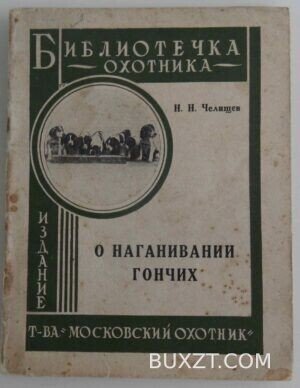 БИБЛИОТЕЧКА
ОХОТНИКА
Н. Н. Челищев
О НАГАНИВАНИИ
ГОНЧИХ
ИЗДАНИЕ
Т-ВА „МОСКОВСКИЙ ОХОТНИК"
BUXZT.COM